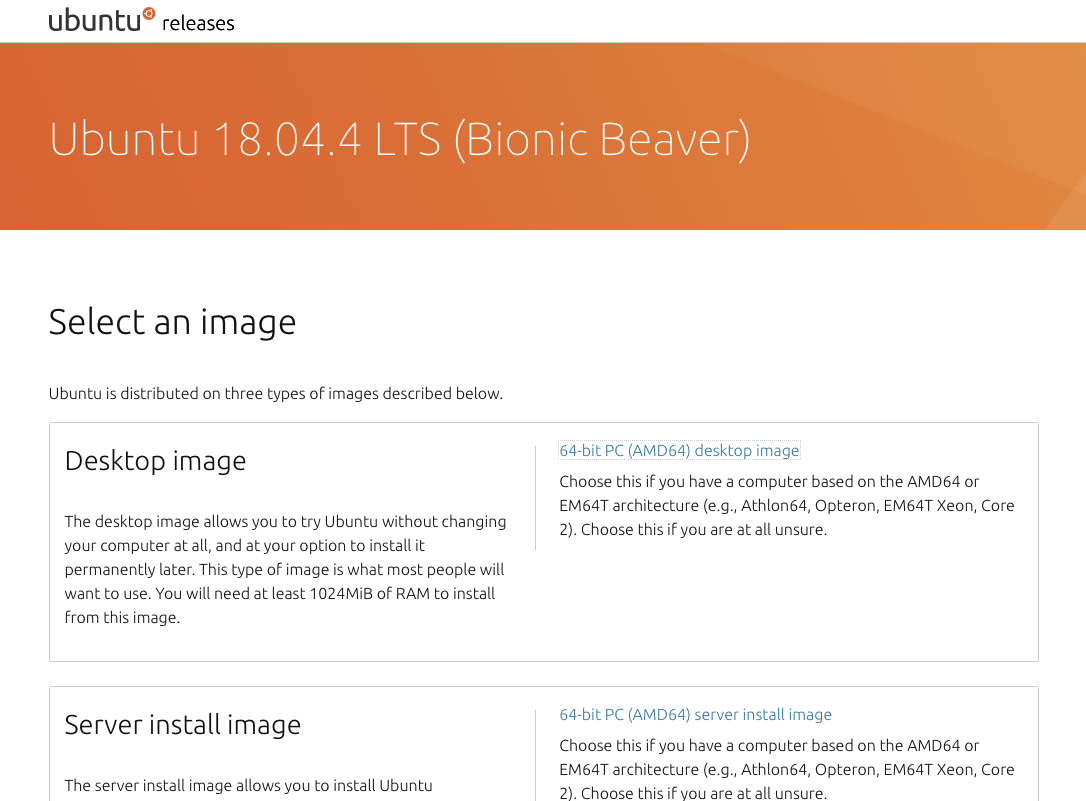 ubuntu releases
Ubuntu 18.04.4 LTS (Bionic Beaver)
Select an image
Ubuntu is distributed on three types of images described below.
Desktop image
The desktop image allows you to try Ubuntu without changing
your computer at all, and at your option to install it
permanently later. This type of image is what most people will
want to use. You will need at least 1024MiB of RAM to install
from this image.
64-bit PC (AMD64) desktop image
Choose this if you have a computer based on the AMD64 or
EM64T architecture (e.g., Athlon64, Opteron, EM64T Xeon, Core
2). Choose this if you are at all unsure.
Server install image
The server install image allows you to install Ubuntu
64-bit PC (AMD64) server install image
Choose this if you have a computer based on the AMD64 or
EM64T architecture (e.g., Athlon64, Opteron, EM64T Xeon, Core
2). Choose this if you are at all unsure.